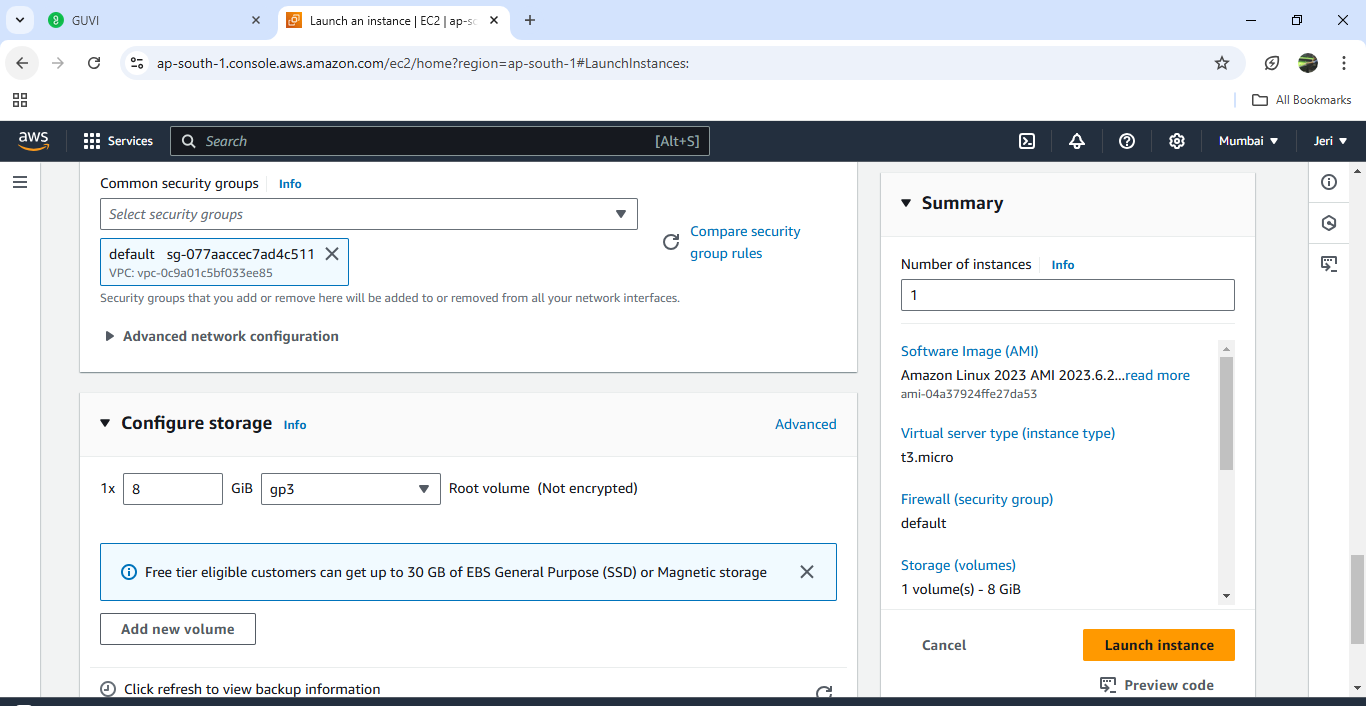 GUVI
Launch an instance | EC2 | ap-so
ap-south-1.console.aws.amazon.com/ec2/home?region=ap-south-1#LaunchInstances:
All Bookmarks
aws
Services
Search
[Alt+S]
Mumbai
Jeri
Common security groups
Info
Select security groups
default sg-077aaccec7ad4c511
VPC: vpc-0c9a01c5bf033ee85
Compare security
group rules
Security groups that you add or remove here will be added to or removed from all your network interfaces.
Advanced network configuration
Configure storage
Info
Advanced
1x
8
GiB
gp3
Root volume (Not encrypted)
Free tier eligible customers can get up to 30 GB of EBS General Purpose (SSD) or Magnetic storage
Add new volume
Click refresh to view backup information
Summary
Number of instances
Info
1
Software Image (AMI)
Amazon Linux 2023 AMI 2023.6.2...read more
ami-04a37924ffe27da53
Virtual server type (instance type)
t3.micro
Firewall (security group)
default
Storage (volumes)
1 volume(s) - 8 GiB
Cancel
Launch instance
Preview code